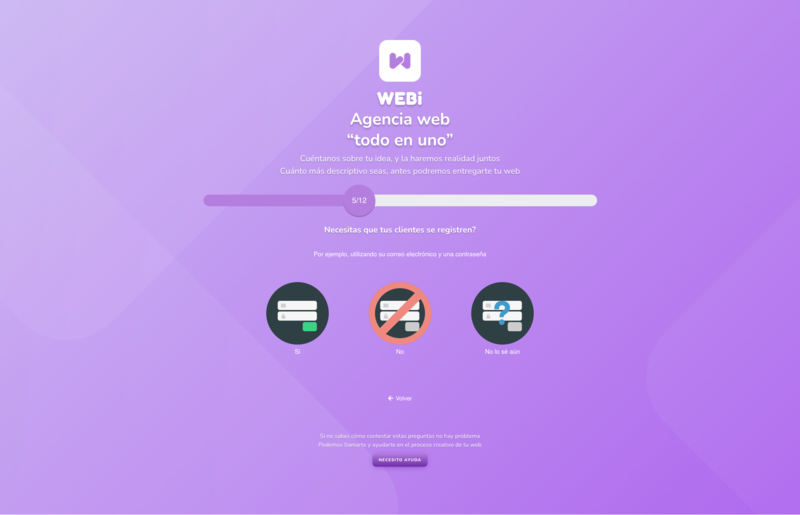 WEBi
Agencia web
“todo en uno”
Cuéntanos sobre tu idea, y la haremos realidad juntos
Cuánto más descriptivo seas, antes podremos entregarte tu web
5/12
Necesitas que tus clientes se registren?
Por ejemplo, utilizando su correo electrónico y una contraseña
Si
No
No lo sé aún
← Volver
Si no sabes cómo contestar estas preguntas no hay problema
Podemos llamarte y ayudarte en el proceso creativo de tu web
NECESITO AYUDA